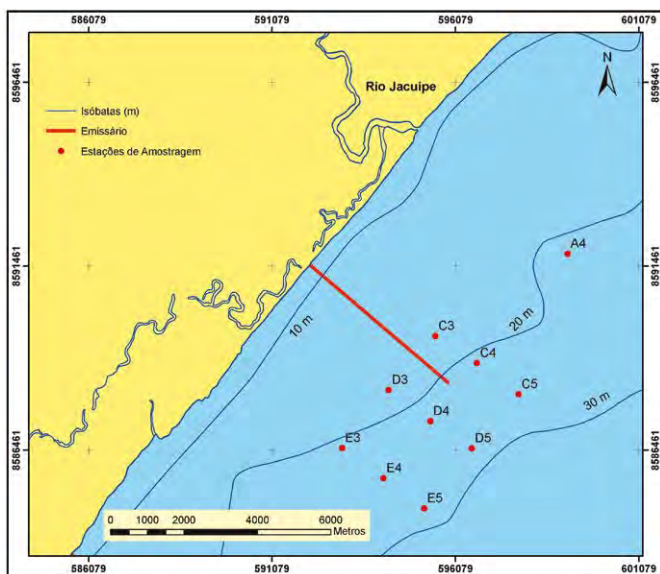 586079 591079 596079 601079
8596461
8596461
Rio Jacuipe
N
Isóbatas (m)
Emissário
Estações de Amostragem
A4
8591461
8591461
10 m
20 m
C3
C4
D3
C5
30 m
D4
8586461
8586461
E3
D5
E4
E5
0 1000 2000 4000 6000
Metros
586079 591079 596079 601079